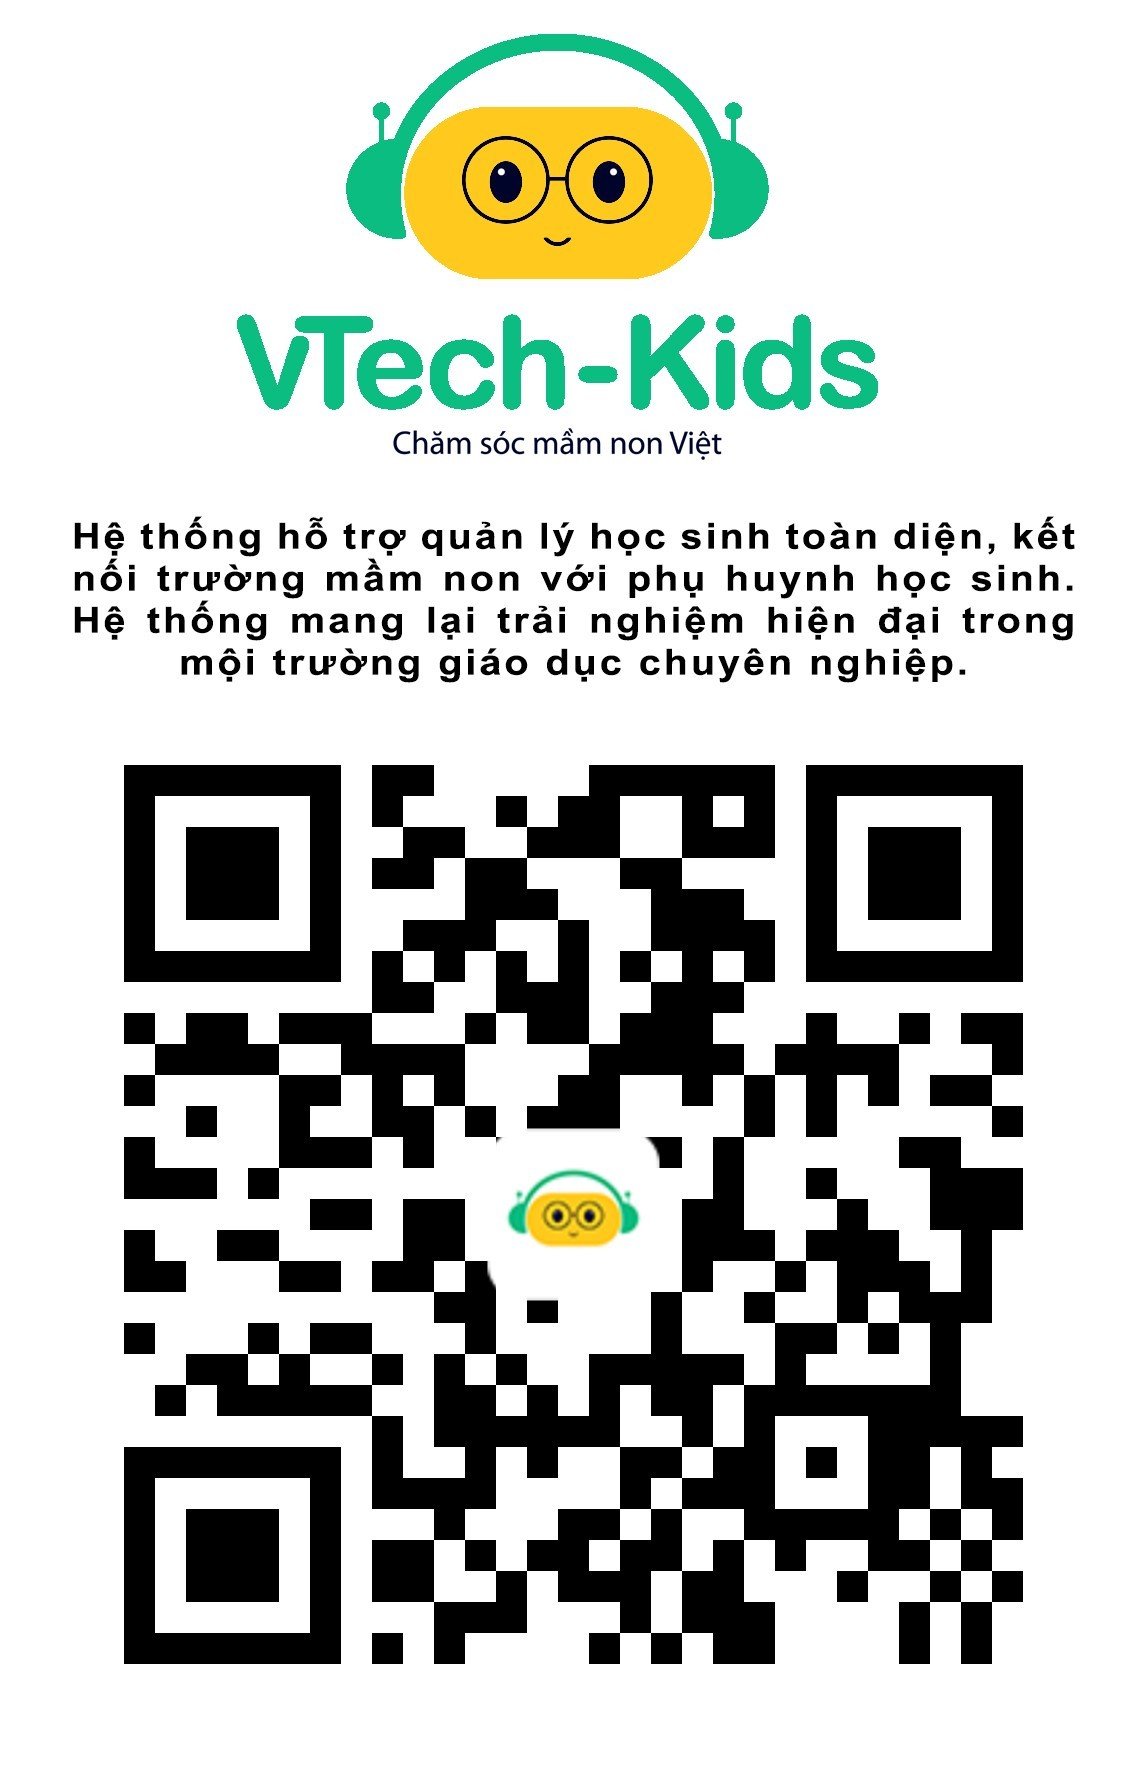 VTech-Kids
Chăm sóc mầm non Việt
Hệ thống hỗ trợ quản lý học sinh toàn diện, kết
nối trường mầm non với phụ huynh học sinh.
Hệ thống mang lại trải nghiệm hiện đại trong
môi trường giáo dục chuyên nghiệp.